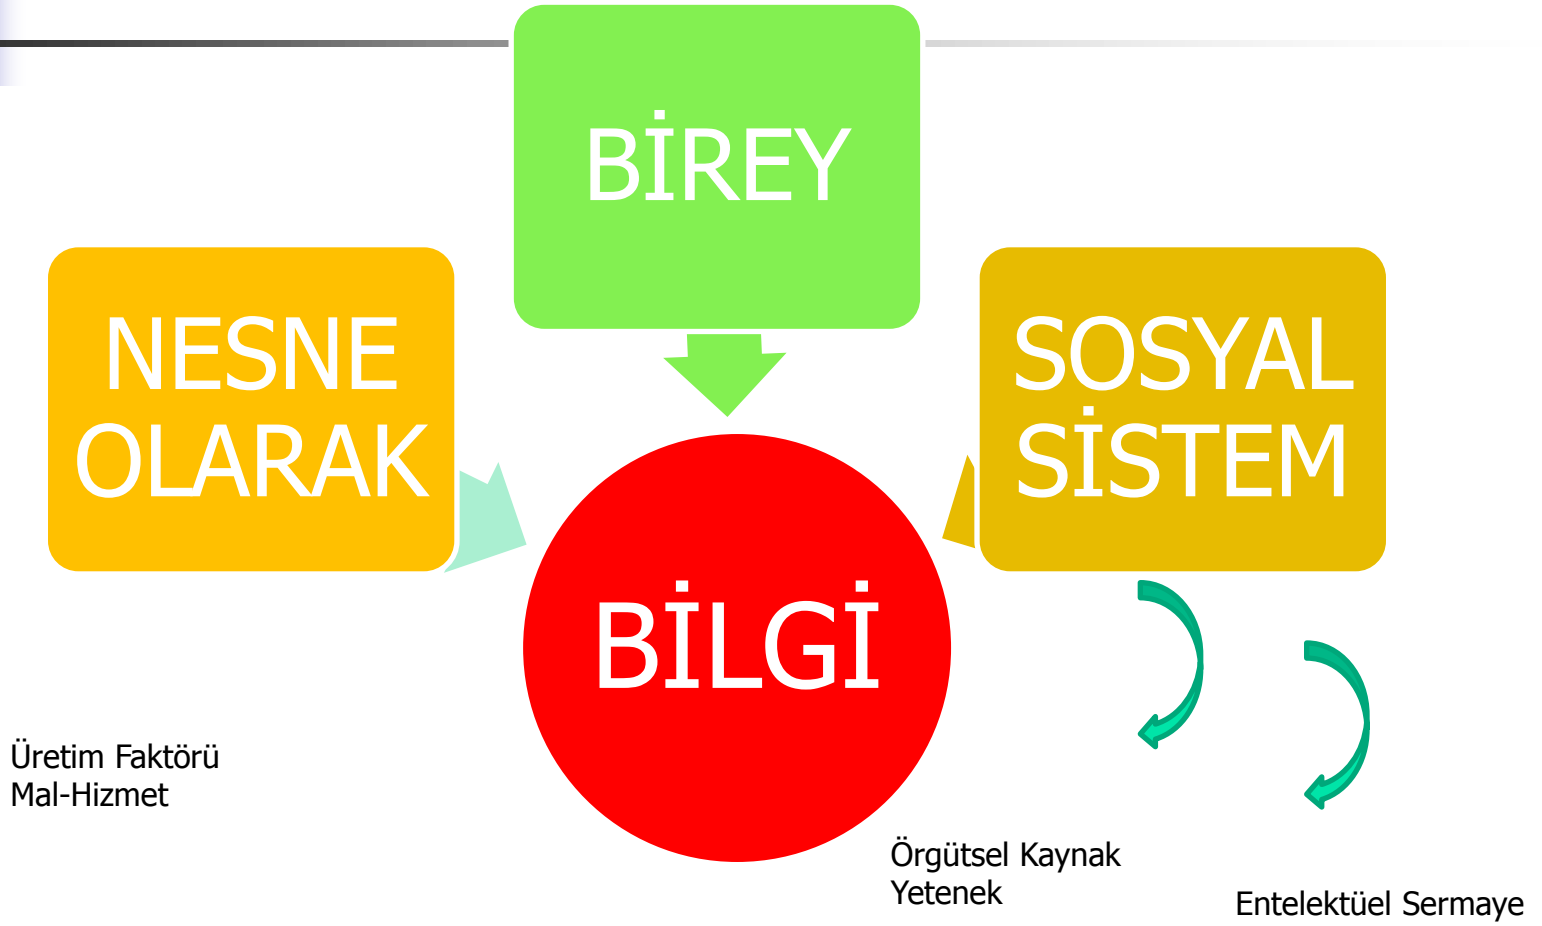 BİREY
NESNE
OLARAK
SOSYAL
SİSTEM
BİLGİ
Üretim Faktörü
Mal-Hizmet
Örgütsel Kaynak
Yetenek
Entelektüel Sermaye